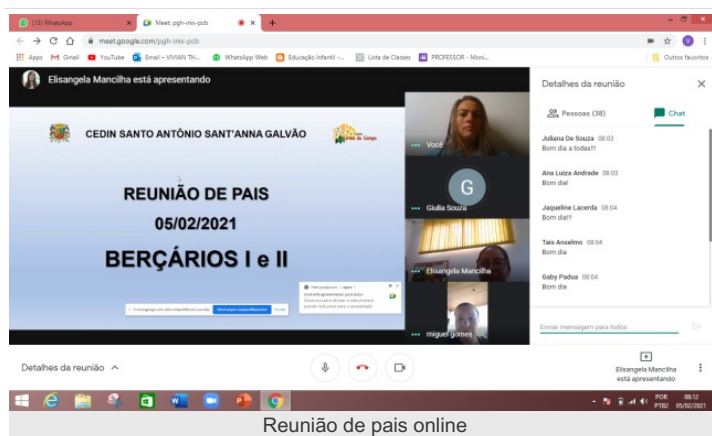 (13) WhatsApp
Meet: pgh-inix-pcb
meet.google.com/pgh-inix-pcb
Apps
Gmail
YouTube
Email – VIVIAN TH...
WhatsApp Web
Educação Infantil -...
Lista de Classes
PROFESSOR - Moni...
Outros favoritos
Elisangela Mancilha está apresentando
CEDIN SANTO ANTÔNIO SANT'ANNA GALVÃO
REUNIÃO DE PAIS
05/02/2021
BERÇÁRIOS I e II
Você
G
Giulia Souza
Elisangela Mancilha
miguel gomes
Detalhes da reunião
Pessoas (38)
Chat
Juliana De Souza 08:03
Bom dia a todas!!!
Ana Luiza Andrade 08:03
Bom dia!
Jaqueline Lacerda 08:04
Bom dia!!!
Tais Anselmo 08:04
Bom dia
Gaby Padua 08:04
Bom dia
Enviar mensagem para todos
Detalhes da reunião
Elisangela Mancilha
está apresentando
POR
PTB2
08:12
05/02/2021
Reunião de pais online